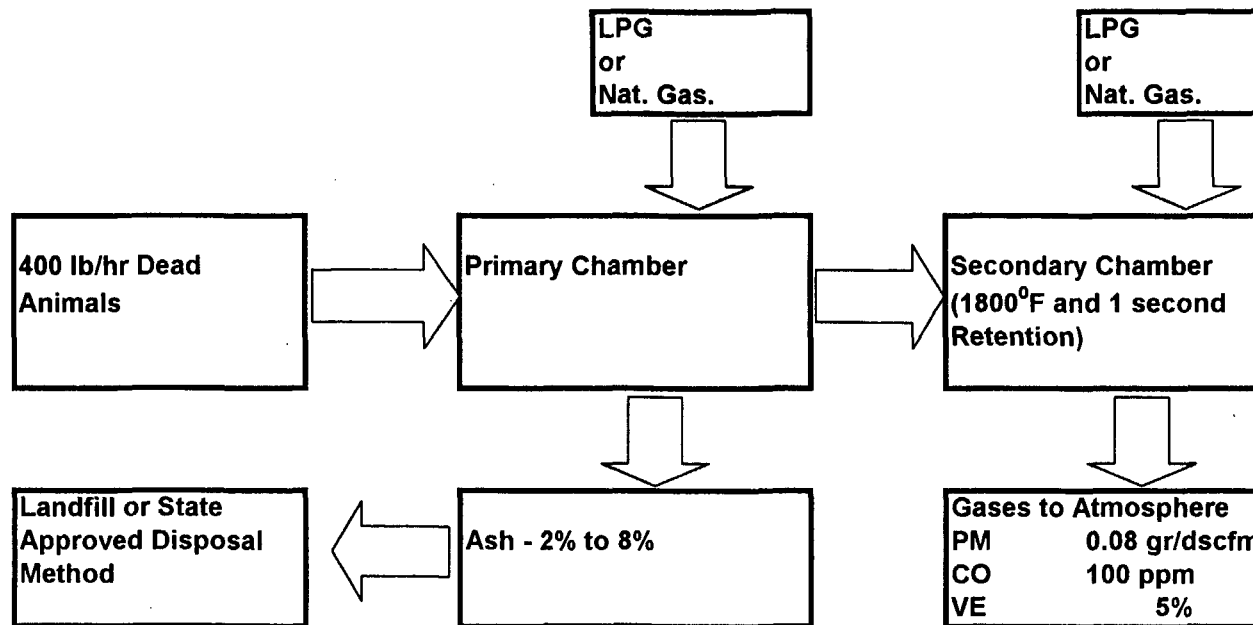 LPG
or
Nat. Gas.
LPG
or
Nat. Gas.
400 lb/hr Dead
Animals
Primary Chamber
Secondary Chamber
(1800⁰F and 1 second
Retention)
Landfill or State
Approved Disposal
Method
Ash - 2% to 8%
Gases to Atmosphere
PM 0.08 gr/dscfm
CO 100 ppm
VE 5%